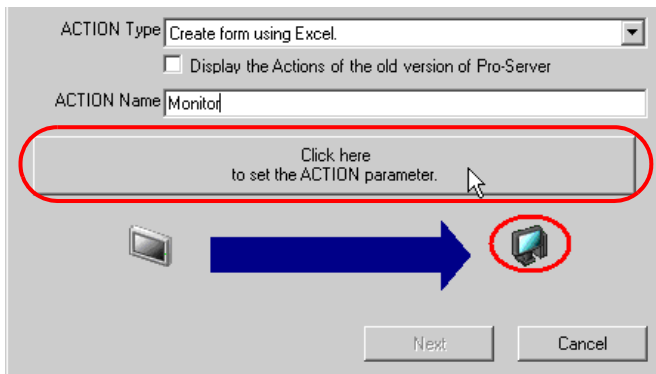 ACTION Type Create form using Excel.
Display the Actions of the old version of Pro-Server
ACTION Name Monitor
Click here
to set the ACTION parameter.
Next Cancel